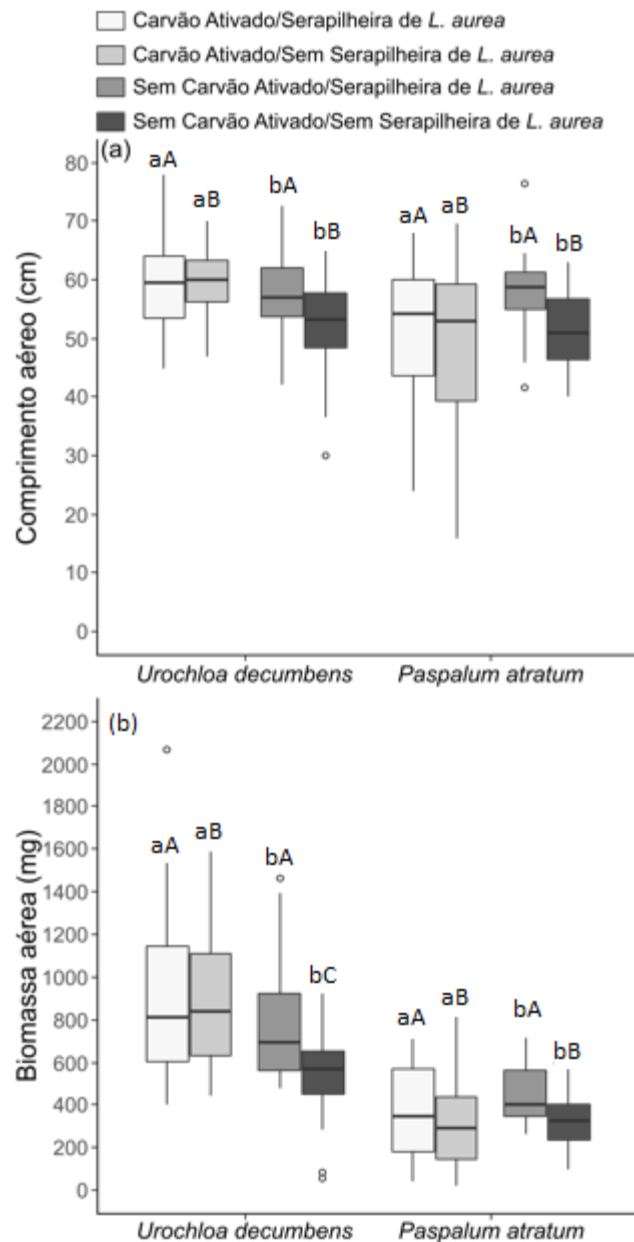 Carvão Ativado/Serapilheira de L. aurea
Carvão Ativado/Sem Serapilheira de L. aurea
Sem Carvão Ativado/Serapilheira de L. aurea
Sem Carvão Ativado/Sem Serapilheira de L. aurea
(a)
Comprimento aéreo (cm)
80
70
60
50
40
30
20
10
0
aA
aB
bA
bB
aA
aB
bA
bB
Urochloa decumbens
Paspalum atratum
(b)
Biomassa aérea (mg)
2200
2000
1800
1600
1400
1200
1000
800
600
400
200
0
aA
aB
bA
bC
aA
aB
bA
bB
Urochloa decumbens
Paspalum atratum